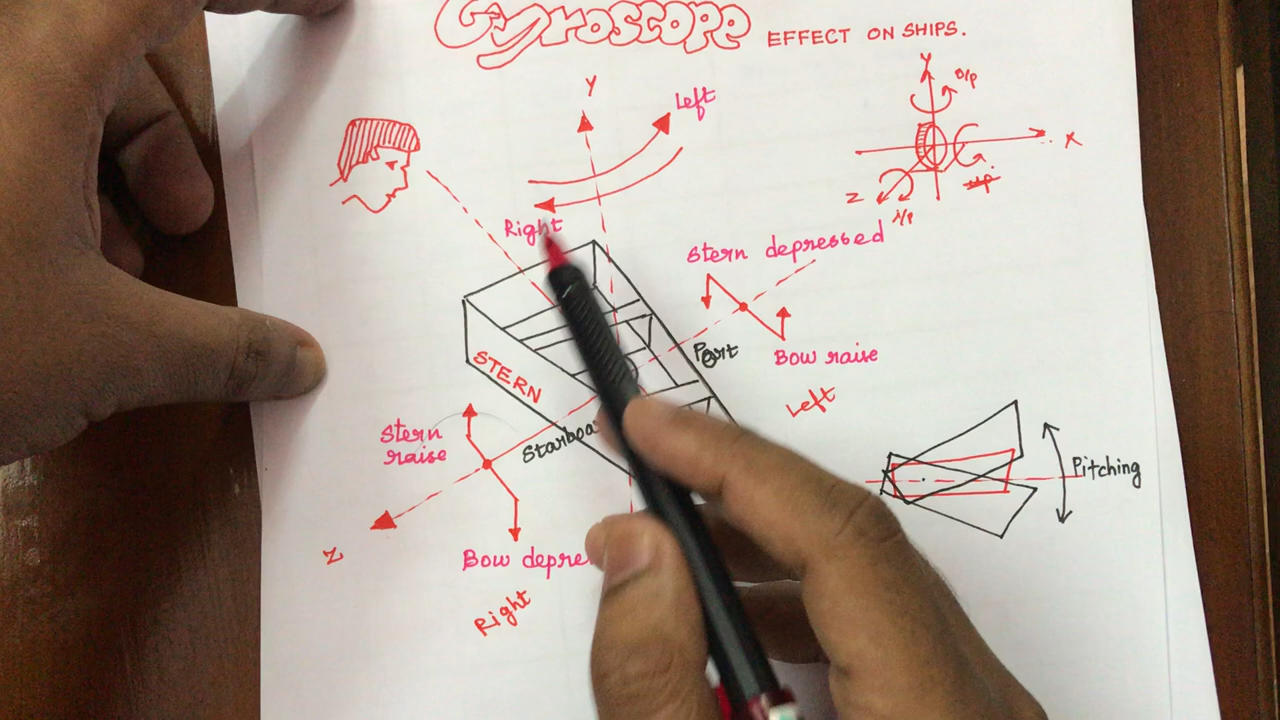 Gyroscope EFFECT ON SHIPS.
Y
O/p
X
Z
I/p
Y
Left
Right
Stern depressed
Port
Bow raise
Left
STERN
Starboa
Stern
raise
Z
Bow depre
Right
Pitching